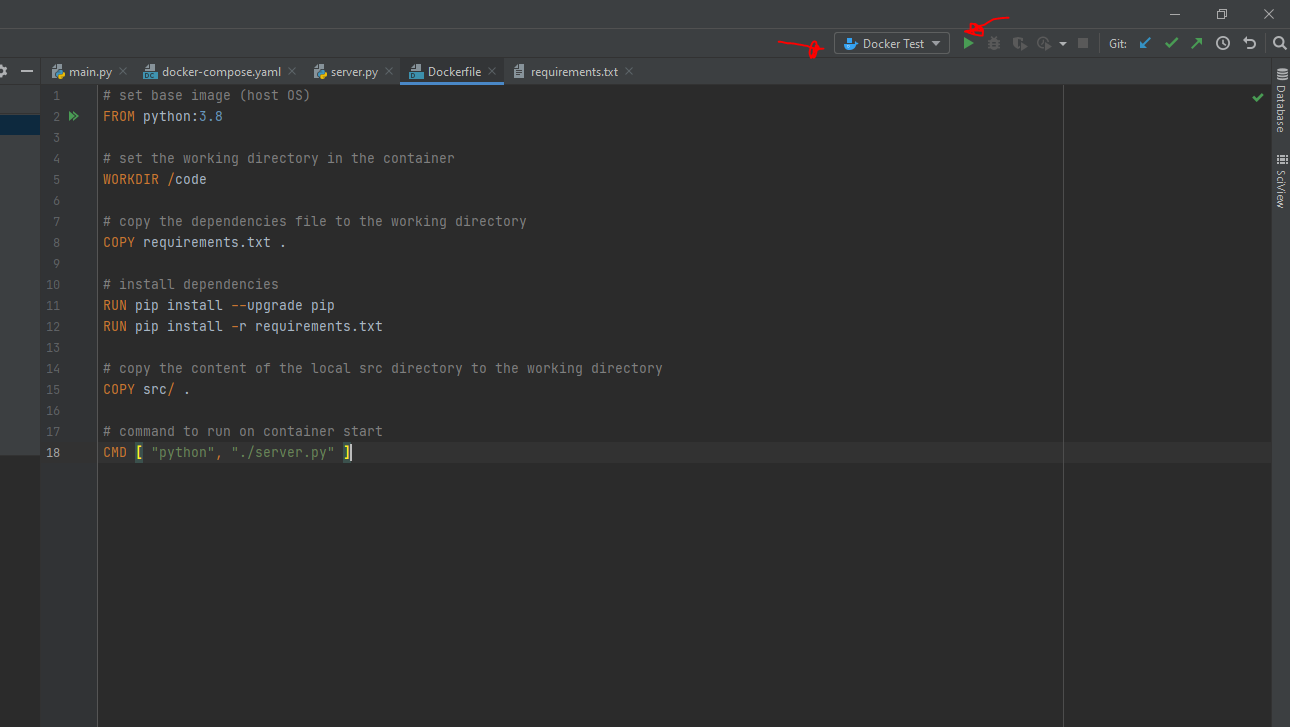 Docker Test
Git:
main.py
docker-compose.yaml
server.py
Dockerfile
requirements.txt
1 # set base image (host OS)
2 FROM python:3.8
3
4 # set the working directory in the container
5 WORKDIR /code
6
7 # copy the dependencies file to the working directory
8 COPY requirements.txt .
9
10 # install dependencies
11 RUN pip install --upgrade pip
12 RUN pip install -r requirements.txt
13
14 # copy the content of the local src directory to the working directory
15 COPY src/ .
16
17 # command to run on container start
18 CMD [ "python", "./server.py" ]
Database
SciView